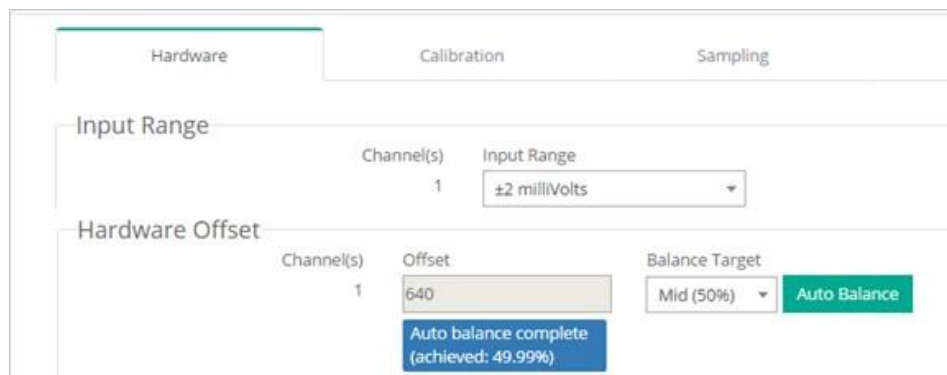 Hardware Calibration Sampling
Input Range
Channel(s) Input Range
1 ±2 milliVolts
Hardware Offset
Channel(s) Offset Balance Target
1 640 Mid (50%) Auto Balance
Auto balance complete
(achieved: 49.99%)